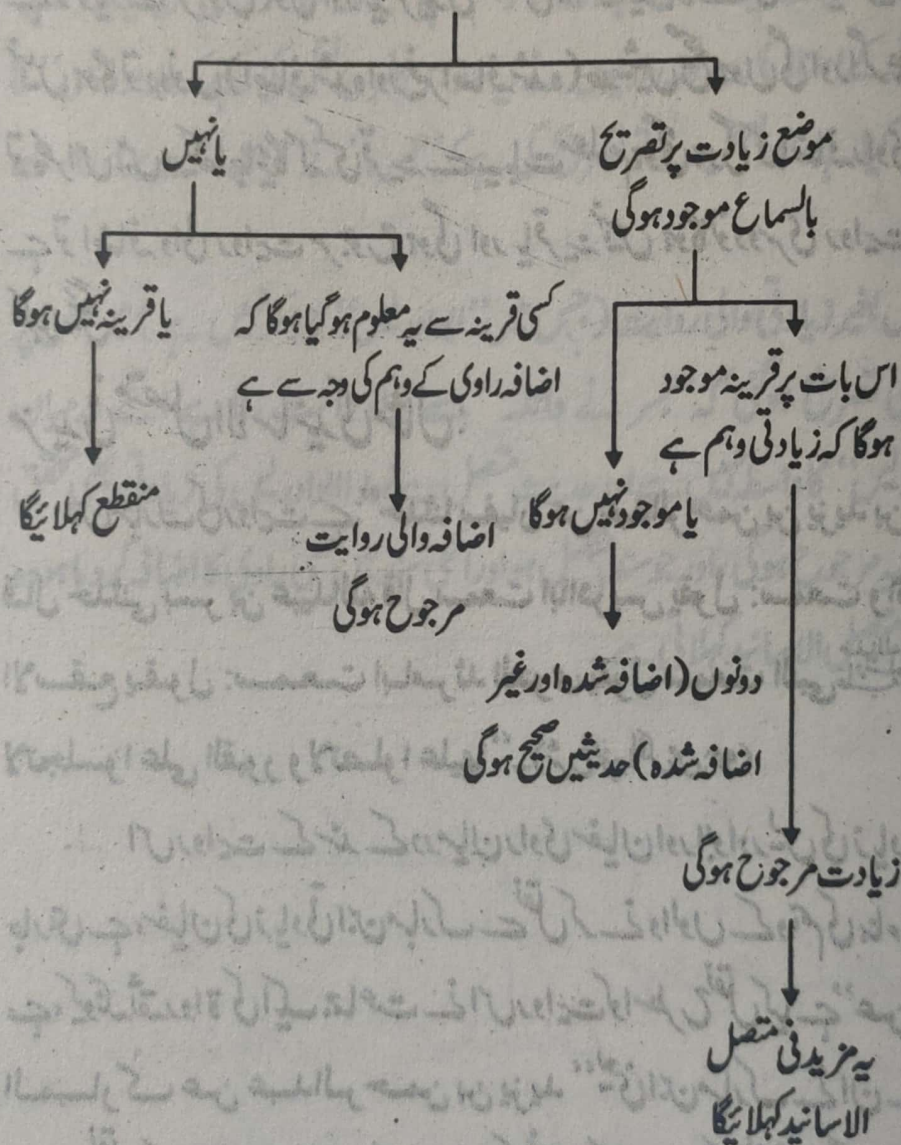 موضع زیادت پر تصریح
بالسماع موجود ہوگی
یا نہیں
اس بات پر قرینہ موجود
ہوگا کہ زیادتی وہم ہے
یا موجود نہیں ہوگا
کسی قرینہ سے یہ معلوم ہوگیا ہوگا کہ
اضافہ راوی کے وہم کی وجہ سے ہے
یا قرینہ نہیں ہوگا
دونوں (اضافہ شدہ اور غیر
اضافہ شدہ) حدیثیں صحیح ہوگی
اضافہ والی روایت
مرجوح ہوگی
منقطع کہلائیگا
زیادت مرجوح ہوگی
یہ مزید فی متصل
الاسانید کہلائیگا